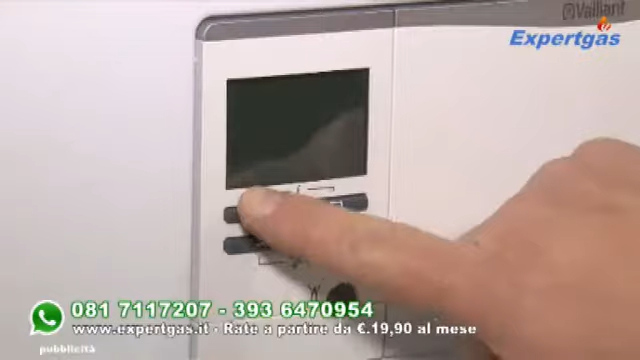 Vaillant
Expertgas
081 7117207 - 393 6470954
www.expertgas.it - Rate a partire da €.19,90 al mese
pubblicità